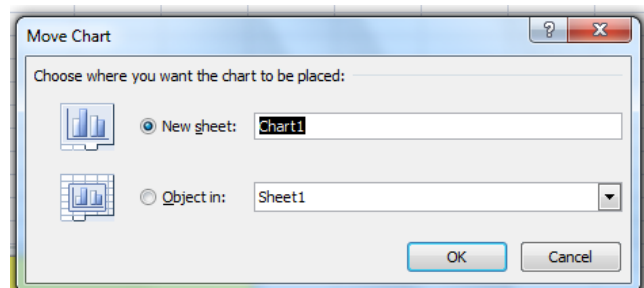 Move Chart
Choose where you want the chart to be placed:
New sheet: Chart1
Object in: Sheet1
OK Cancel